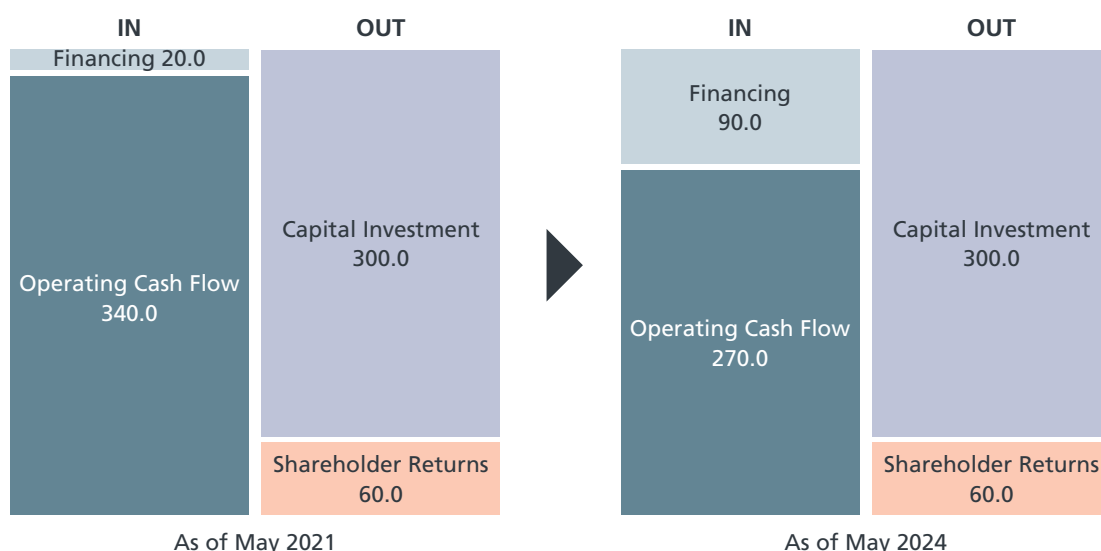 IN
OUT
Financing 20.0
Operating Cash Flow
340.0
Capital Investment
300.0
Shareholder Returns
60.0
As of May 2021
IN
OUT
Financing
90.0
Operating Cash Flow
270.0
Capital Investment
300.0
Shareholder Returns
60.0
As of May 2024